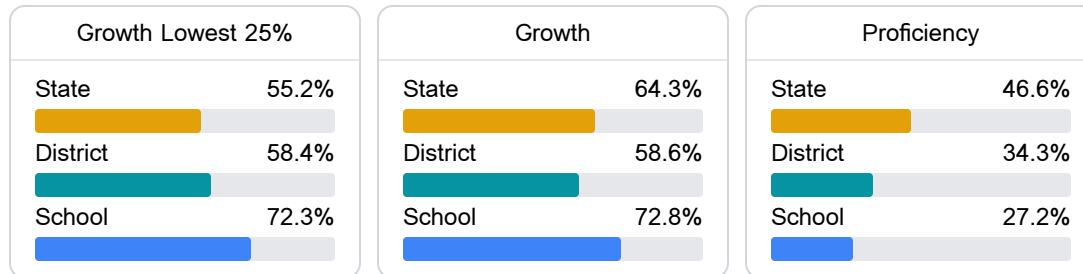 Growth Lowest 25%
State 55.2%
District 58.4%
School 72.3%
Growth
State 64.3%
District 58.6%
School 72.8%
Proficiency
State 46.6%
District 34.3%
School 27.2%